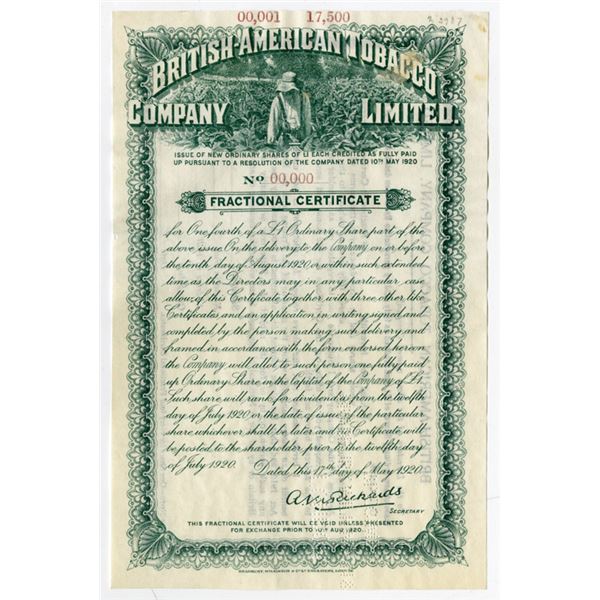 00,001 17,500
BRITISH-AMERICAN TOBACCO
COMPANY LIMITED.
ISSUE OF NEW ORDINARY SHARES OF £1 EACH CREDITED AS FULLY PAID
UP PURSUANT TO A RESOLUTION OF THE COMPANY DATED 10TH MAY 1920
No 00,000
FRACTIONAL CERTIFICATE
for One fourth of a £1 Ordinary Share part of the
above issue. On the delivery to the Company on or before
the tenth day of August 1920 or within such extended
time as the Directors may in any particular case
allow, of this Certificate together with three other like
Certificates and an application in writing signed and
completed by the person making such delivery and
framed in accordance with the form endorsed hereon
the Company will allot to such person one fully paid
up Ordinary Share in the Capital of the Company of £1.
Such share will rank for dividend as from the twelfth
day of July 1920 or the date of issue of the particular
share whichever shall be later and no Certificate will
be posted to the shareholder prior to the twelfth day
of July 1920. Dated this 17th day of May 1920.
SECRETARY
THIS FRACTIONAL CERTIFICATE WILL BE VOID UNLESS PRESENTED
FOR EXCHANGE PRIOR TO 10TH AUG 1920.
BRADBURY, WILKINSON & Co Ld ENGRAVERS, LONDON